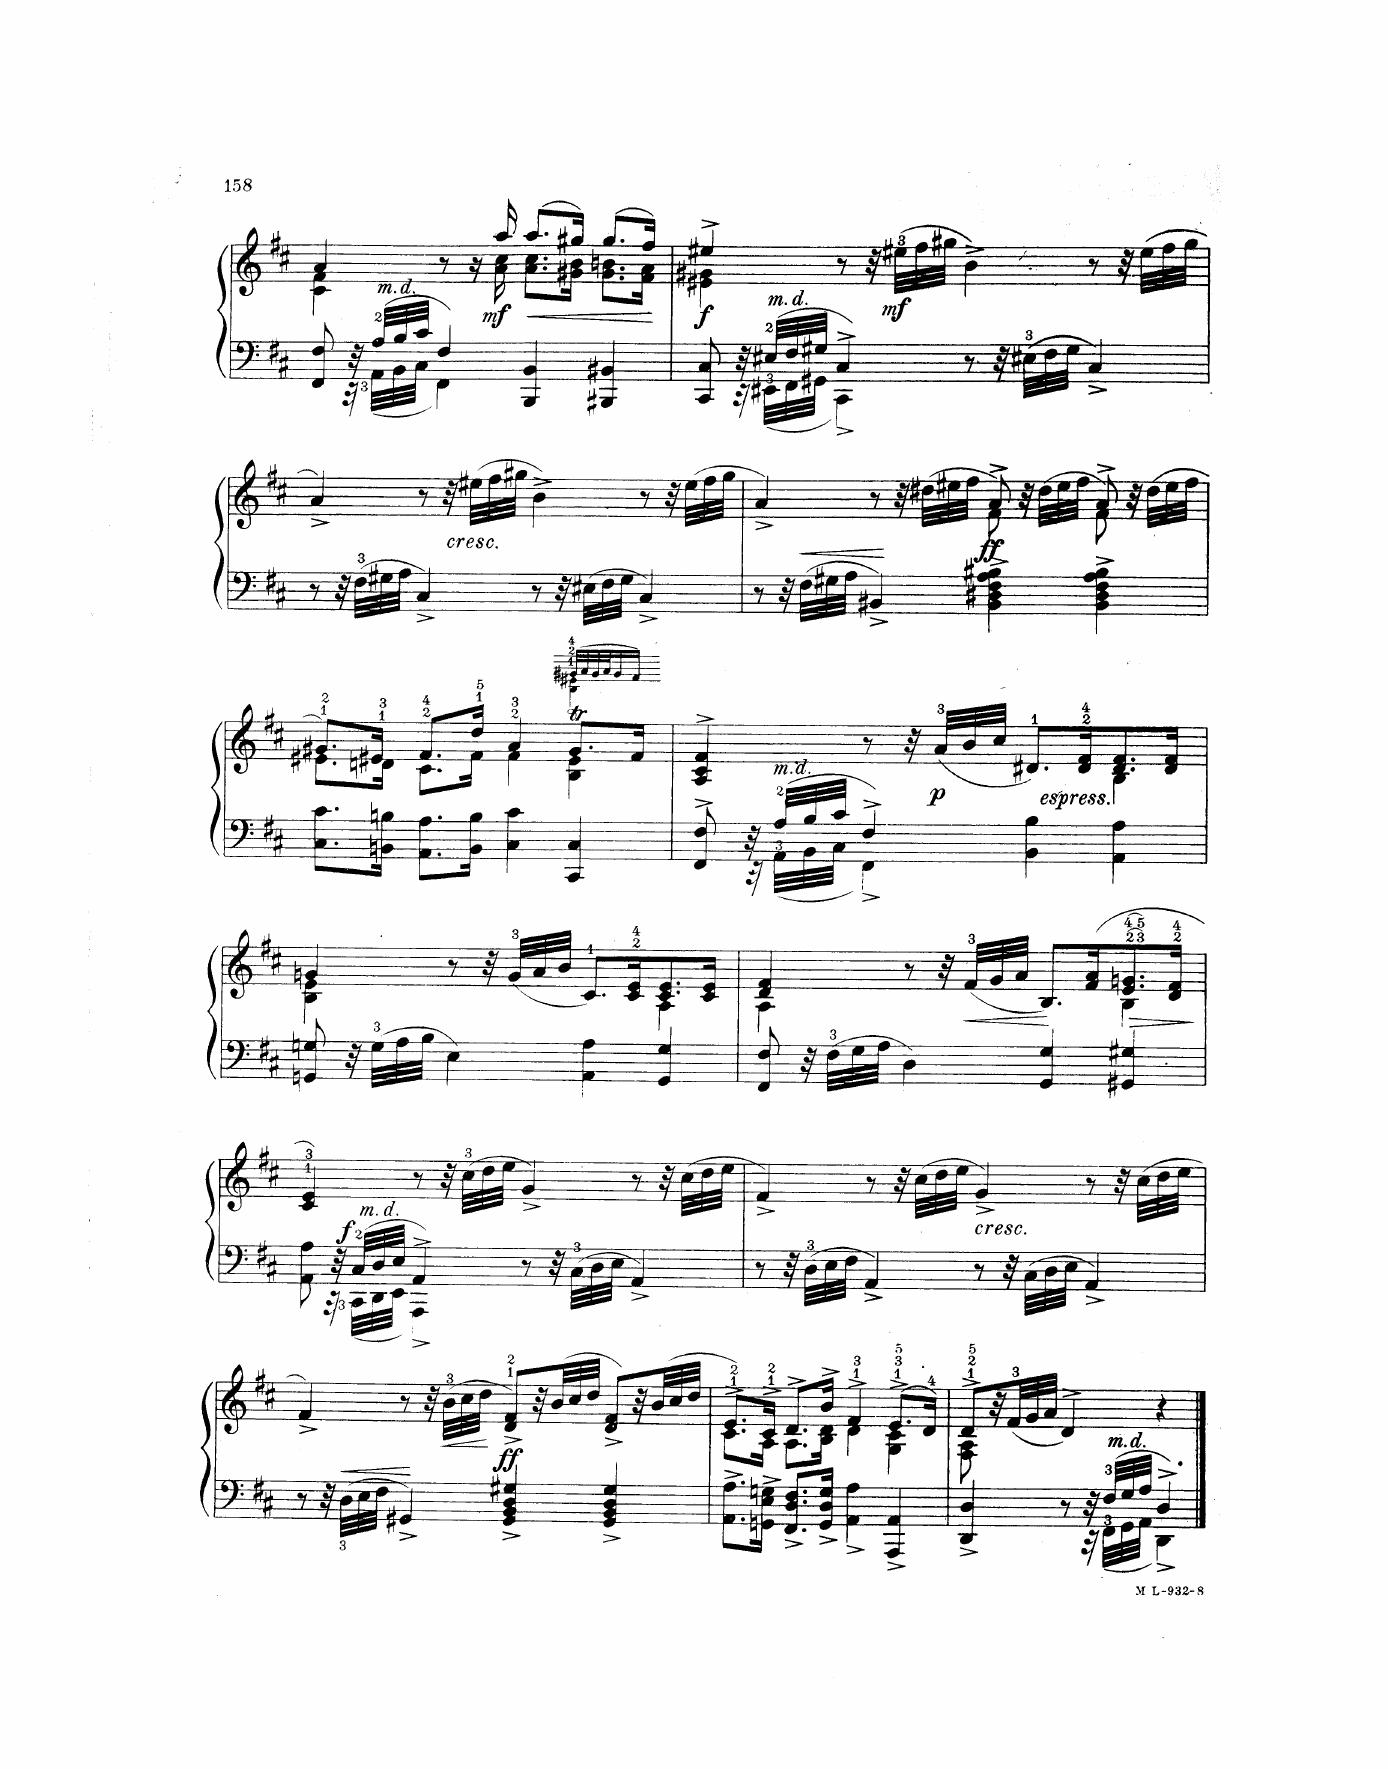 158
m.d. mf m.d. mf
f
cresc. ff
tr
m.d. p espress.
f m.d. cresc.
ff m.d.
M L-932-8